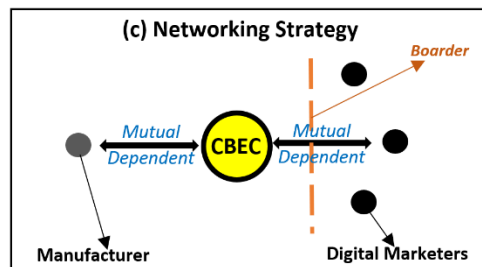 (c) Networking Strategy
Boarder
Mutual
Dependent
CBEC
Mutual
Dependent
Manufacturer
Digital Marketers